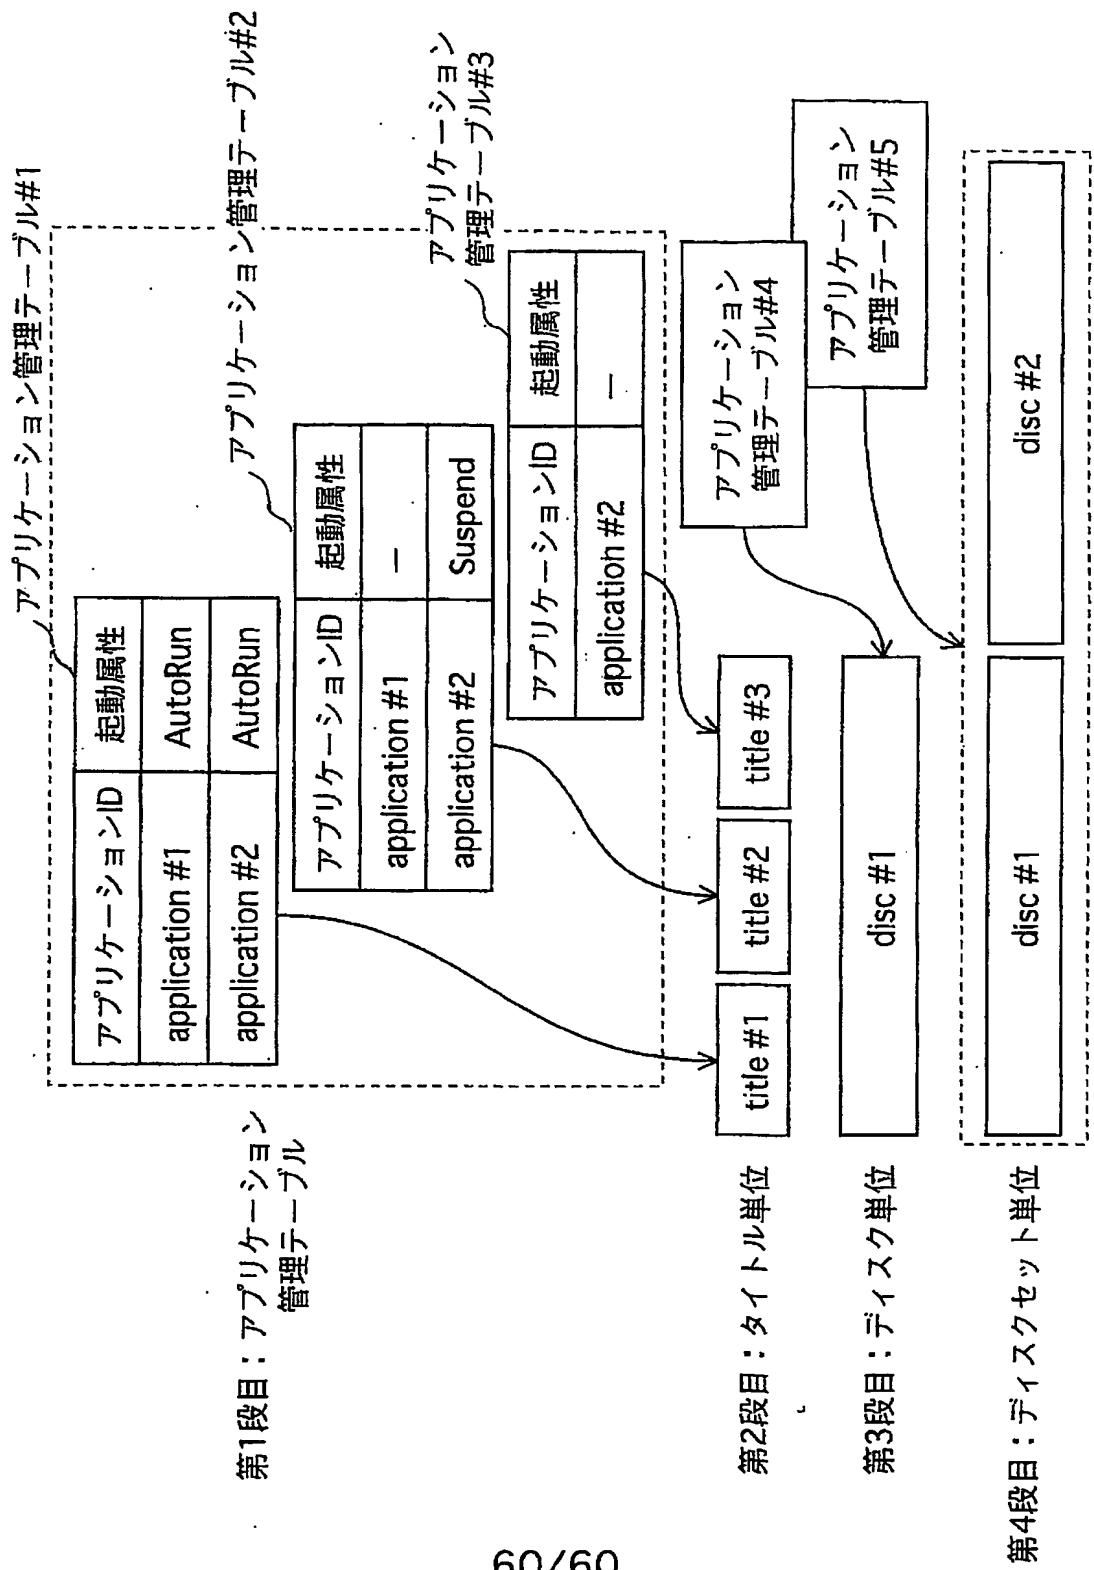 アプリケーション管理テーブル#1
アプリケーション管理テーブル#2
アプリケーション
管理テーブル#3
第1段目：アプリケーション
管理テーブル
アプリケーションID 起動属性
application #1 AutoRun
application #2 AutoRun
アプリケーションID 起動属性
application #1 —
application #2 Suspend
アプリケーションID 起動属性
application #2 —
アプリケーション
管理テーブル#4
アプリケーション
管理テーブル#5
第2段目：タイトル単位
title #1 title #2 title #3
第3段目：ディスク単位
disc #1
第4段目：ディスクセット単位
disc #1 disc #2
60/60